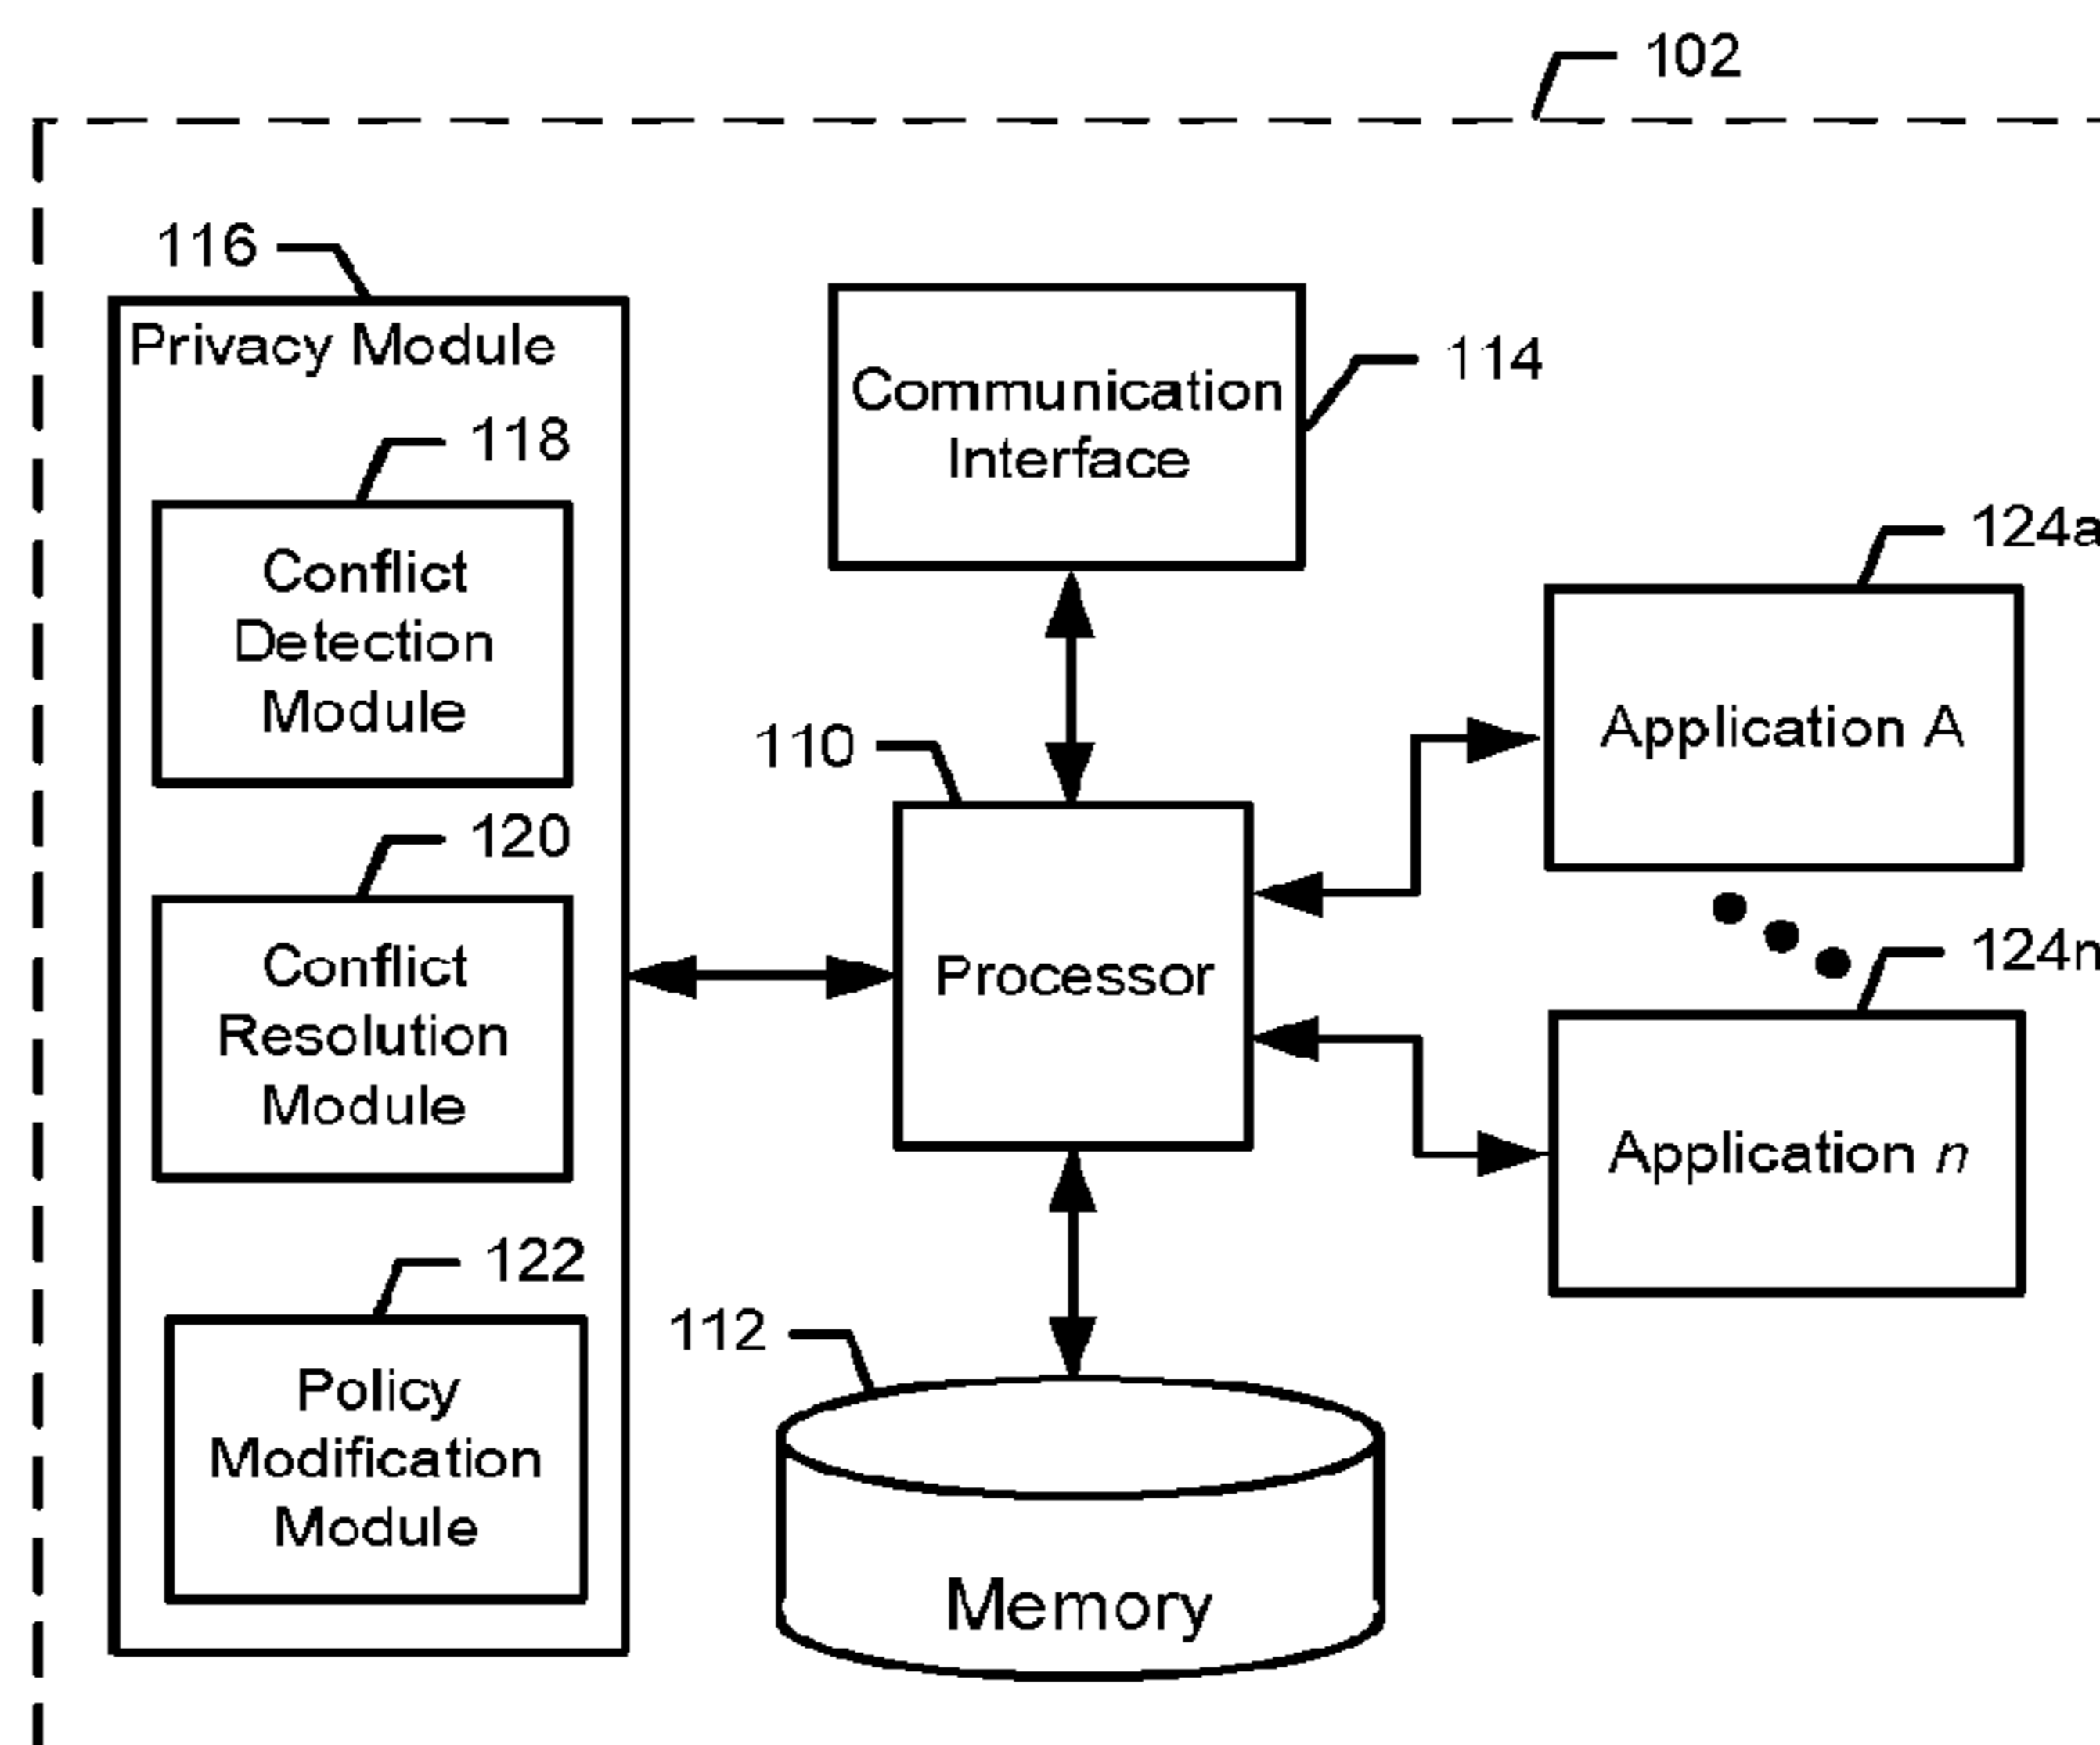 102
116
Privacy Module
118
Conflict
Detection
Module
120
Conflict
Resolution
Module
122
Policy
Modification
Module
Communication
Interface
114
110
Processor
112
Memory
124a
Application A
124n
Application n